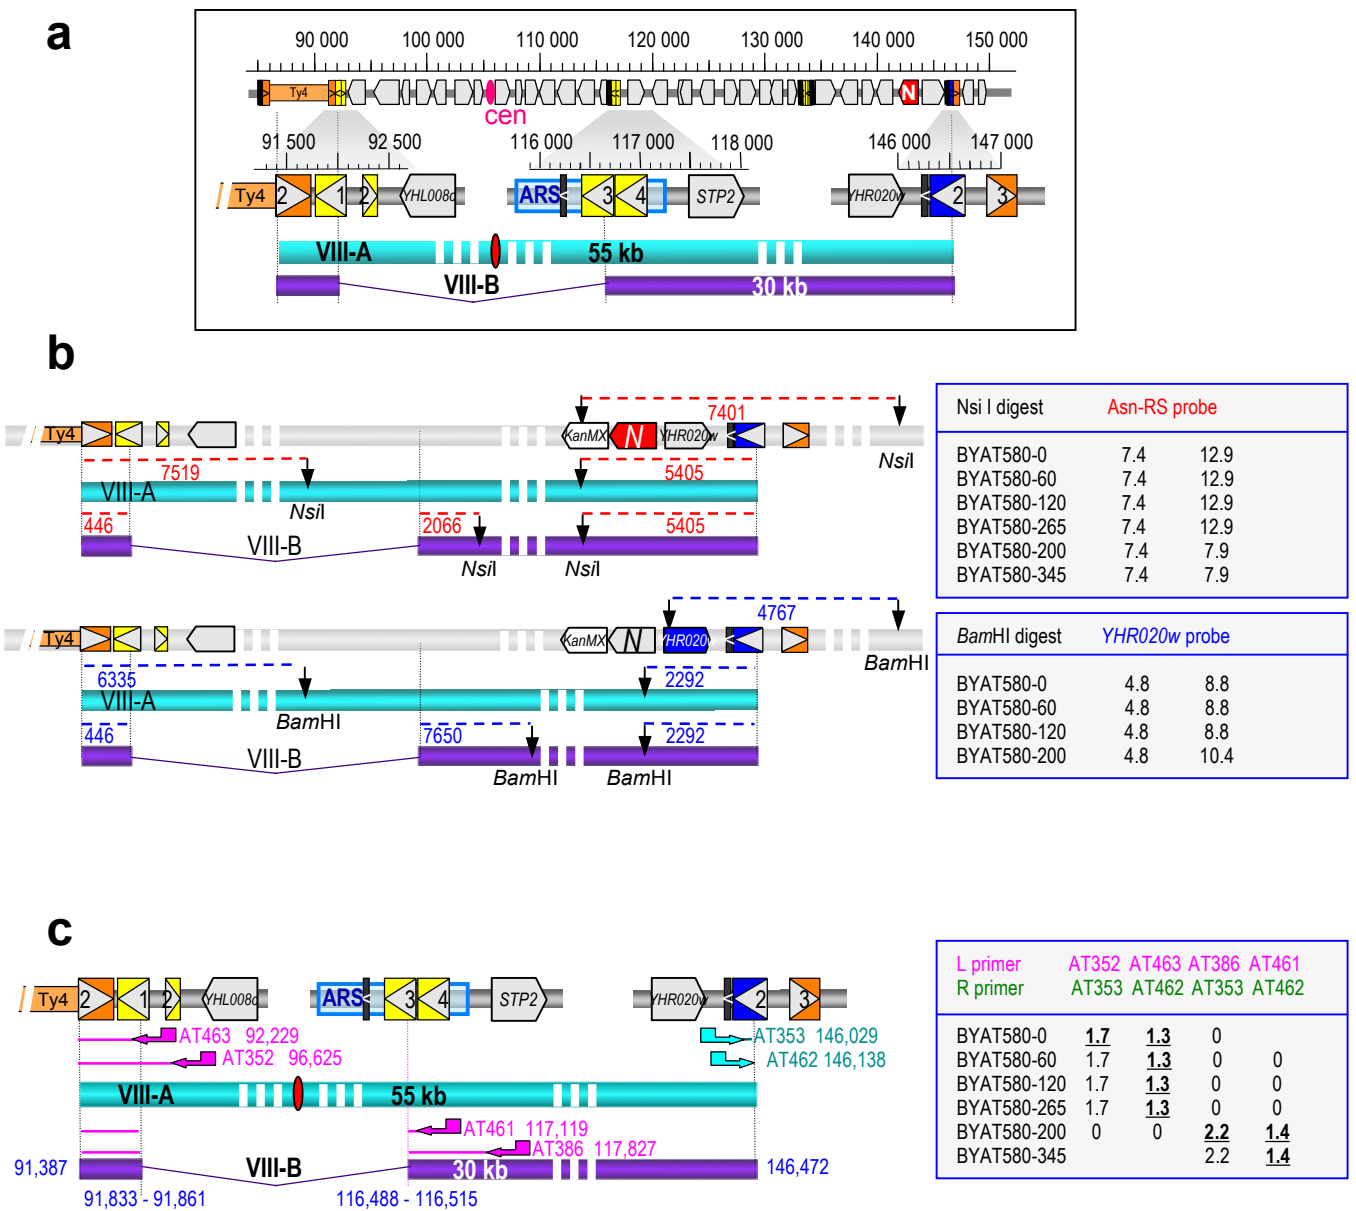 a
90 000 100 000 110 000 120 000 130 000 140 000 150 000
Ty4 N
cen
91 500 92 500 116 000 117 000 118 000 146 000 147 000
Ty4 2 1 2 YHL008c ARS 3 4 STP2 YHR020w 2 3
VIII-A 55 kb
VIII-B 30 kb
b
7401
Ty4 KanMX N YHR020w
NsiI
7519 5405
VIII-A
NsiI
446 2066 5405
VIII-B
NsiI NsiI
Nsi I digest Asn-RS probe
BYAT580-0 7.4 12.9
BYAT580-60 7.4 12.9
BYAT580-120 7.4 12.9
BYAT580-265 7.4 12.9
BYAT580-200 7.4 7.9
BYAT580-345 7.4 7.9
4767
Ty4 KanMX N YHR020
BamHI
6335 2292
VIII-A
BamHI
446 7650 2292
VIII-B
BamHI BamHI
BamHI digest YHR020w probe
BYAT580-0 4.8 8.8
BYAT580-60 4.8 8.8
BYAT580-120 4.8 8.8
BYAT580-200 4.8 10.4
c
Ty4 2 1 2 YHL008c ARS 3 4 STP2 YHR020w 2 3
AT463 92,229 AT353 146,029
AT352 96,625 AT462 146,138
VIII-A 55 kb
AT461 117,119
AT386 117,827
91,387 VIII-B 30 kb 146,472
91,833 - 91,861 116,488 - 116,515
L primer AT352 AT463 AT386 AT461
R primer AT353 AT462 AT353 AT462
BYAT580-0 1.7 1.3 0
BYAT580-60 1.7 1.3 0 0
BYAT580-120 1.7 1.3 0 0
BYAT580-265 1.7 1.3 0 0
BYAT580-200 0 0 2.2 1.4
BYAT580-345 2.2 1.4